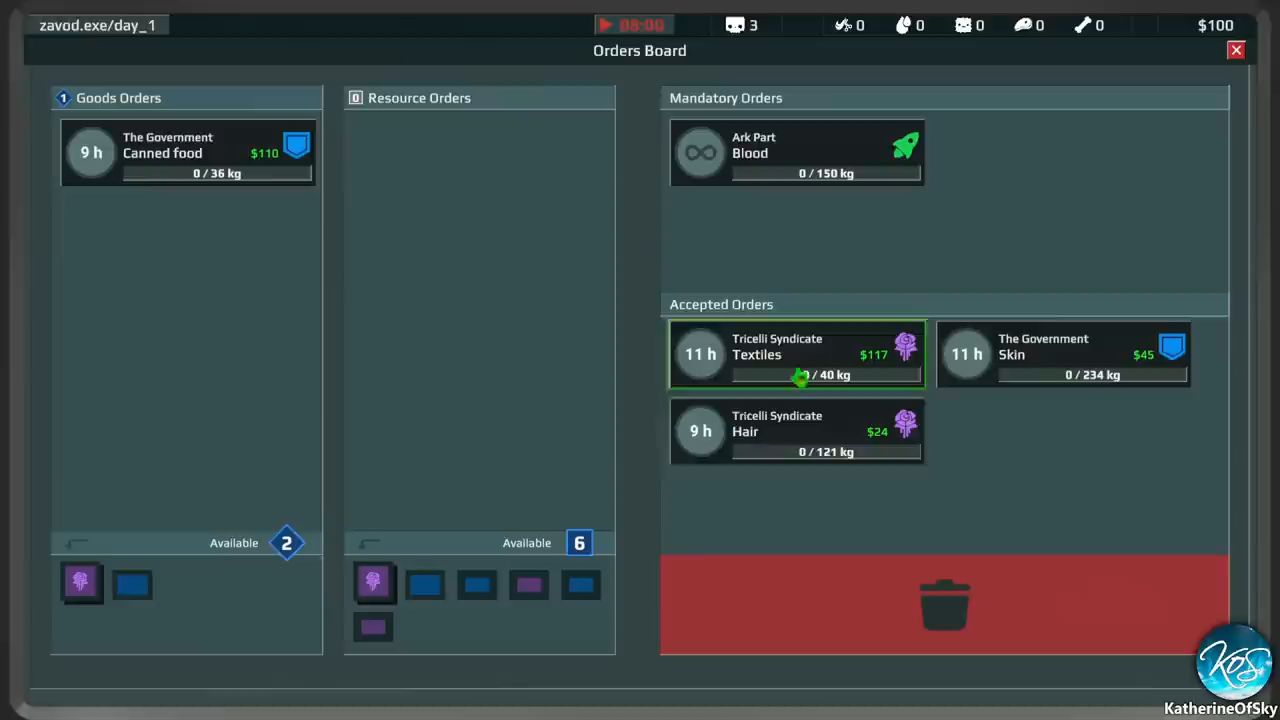 zavod.exe/day_1
08:00
3
0
0
0
0
0
$100
Orders Board
1 Goods Orders
The Government
9 h
Canned food $110
0 / 36 kg
Available 2
0 Resource Orders
Available 6
Mandatory Orders
Ark Part
Blood
0 / 150 kg
Accepted Orders
Tricelli Syndicate
11 h
Textiles $117
/ 40 kg
The Government
11 h
Skin $45
0 / 234 kg
Tricelli Syndicate
9 h
Hair $24
0 / 121 kg
KOS
KatherineOfSky